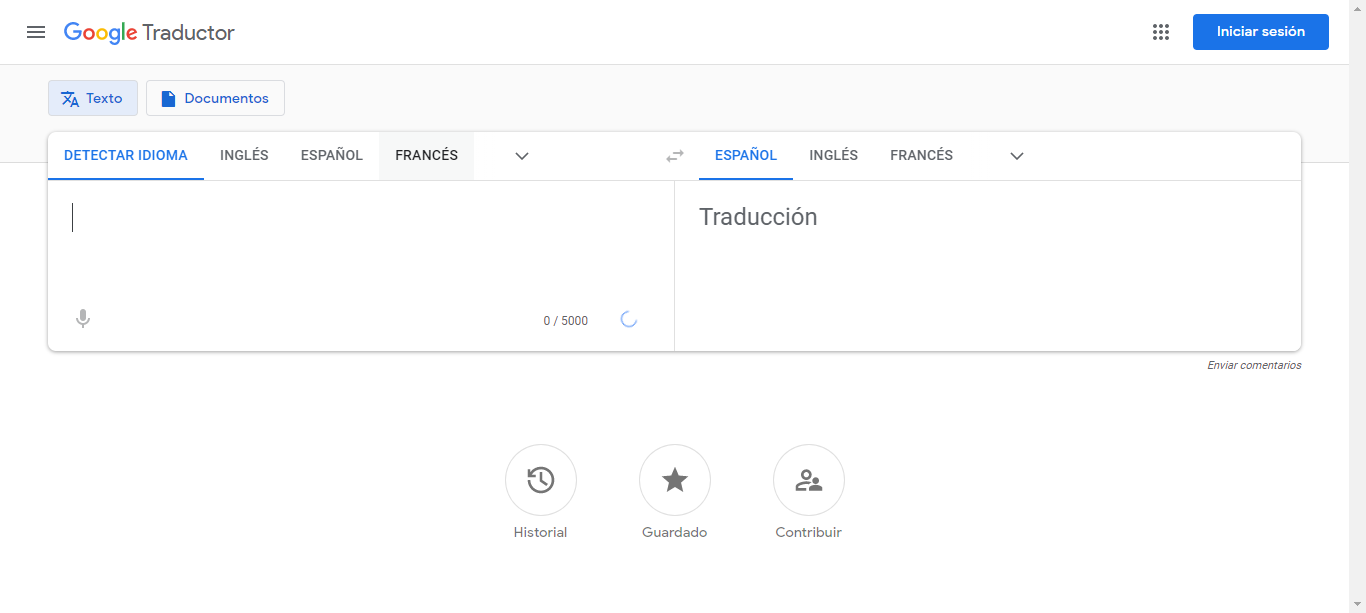 Google Traductor
Iniciar sesión
Texto
Documentos
DETECTAR IDIOMA INGLÉS ESPAÑOL FRANCÉS ESPAÑOL INGLÉS FRANCÉS
Traducción
0 / 5000
Enviar comentarios
Historial Guardado Contribuir